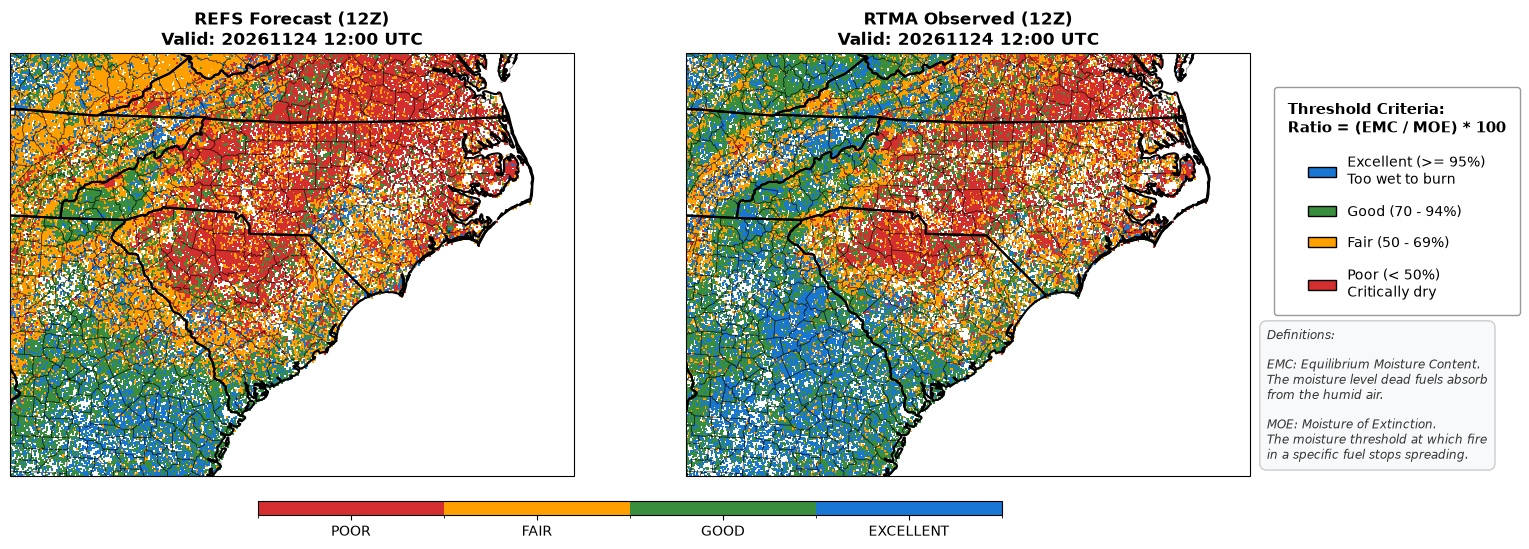 REFS Forecast (12Z)
Valid: 20261124 12:00 UTC
RTMA Observed (12Z)
Valid: 20261124 12:00 UTC
Threshold Criteria:
Ratio = (EMC / MOE) * 100
Excellent (>= 95%)
Too wet to burn
Good (70 - 94%)
Fair (50 - 69%)
Poor (< 50%)
Critically dry
Definitions:
EMC: Equilibrium Moisture Content.
The moisture level dead fuels absorb
from the humid air.
MOE: Moisture of Extinction.
The moisture threshold at which fire
in a specific fuel stops spreading.
POOR
FAIR
GOOD
EXCELLENT